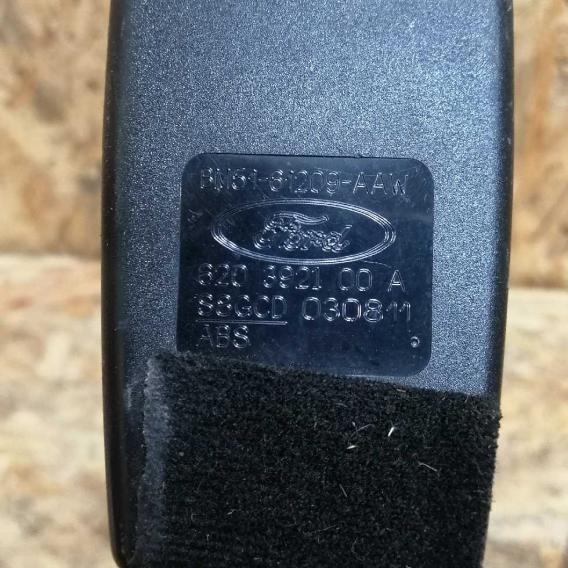 BM51-61209-AAW
Ford
620 3921 00 A
S3GCD 030811
ABS